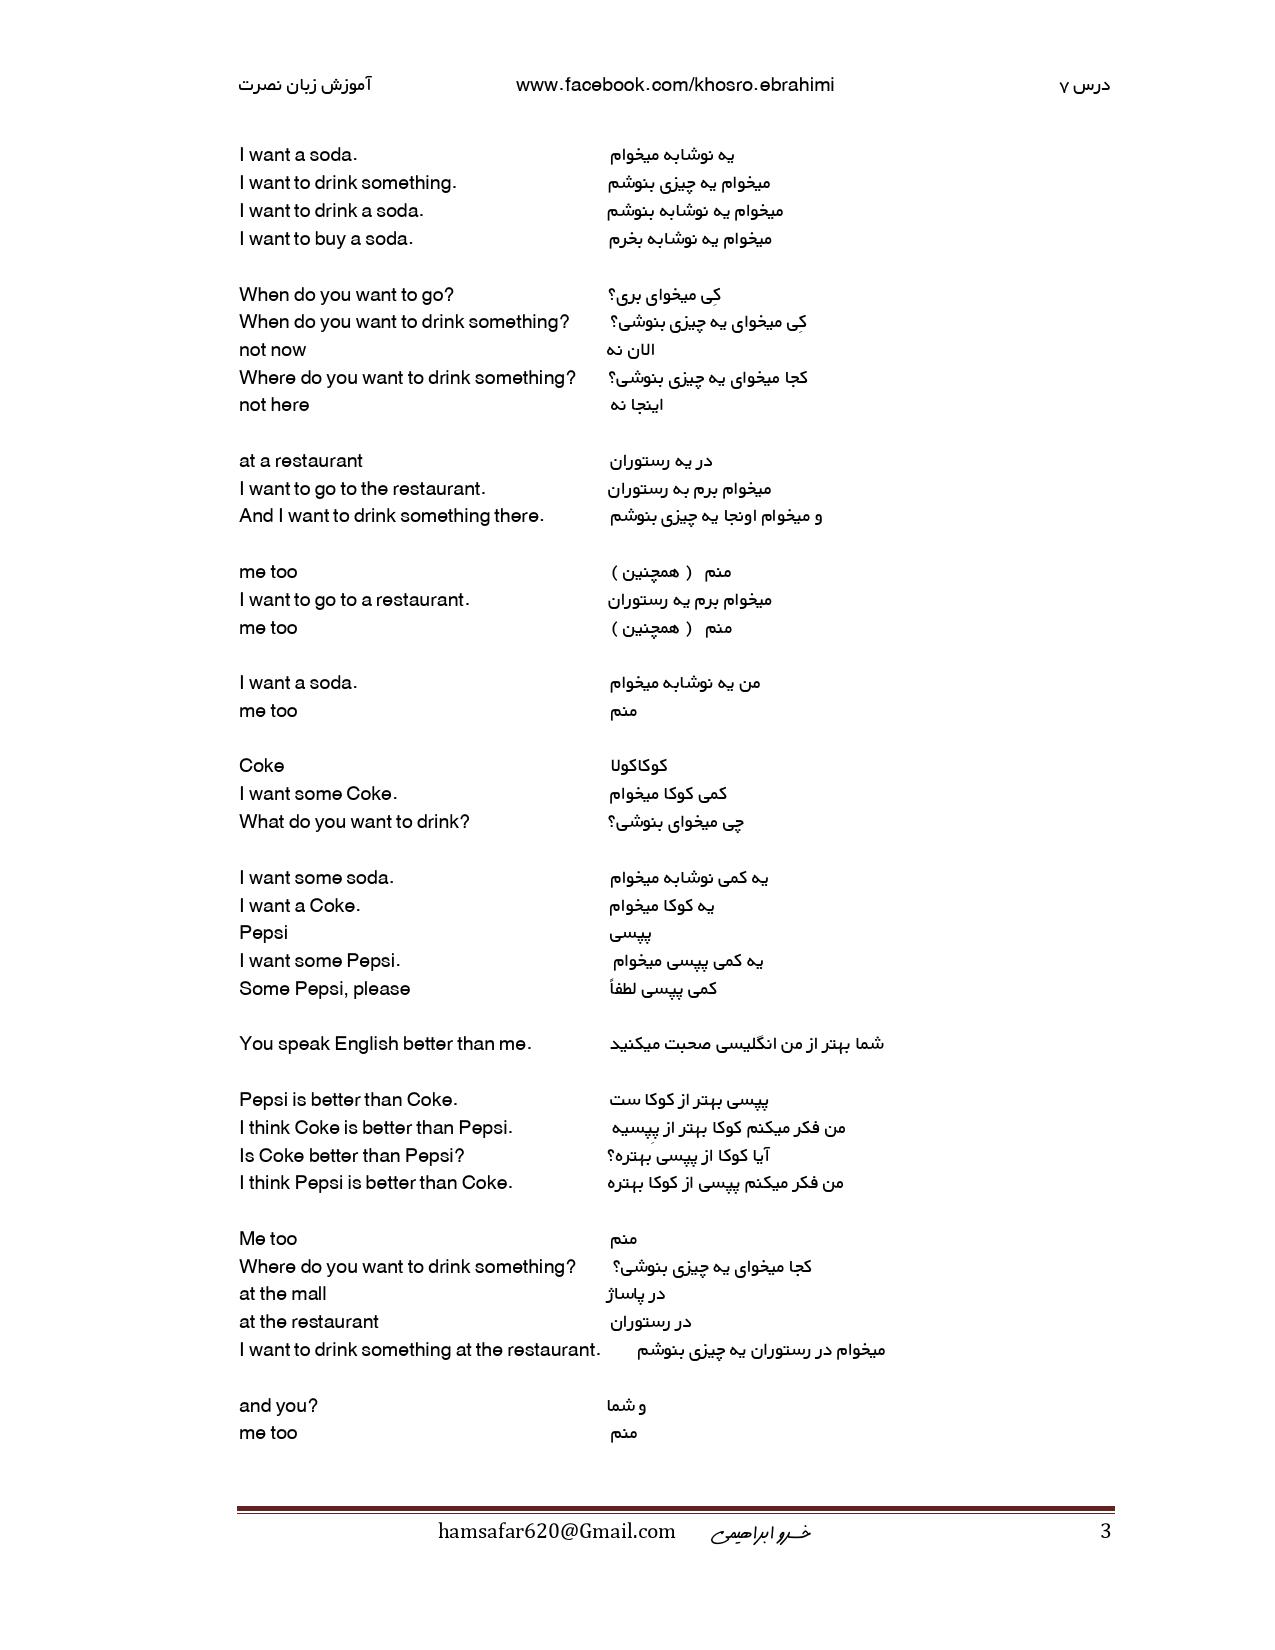 آموزش زبان نصرت www.facebook.com/khosro.ebrahimi درس ۷
I want a soda. یه نوشابه میخوام
I want to drink something. میخوام یه چیزی بنوشم
I want to drink a soda. میخوام یه نوشابه بنوشم
I want to buy a soda. میخوام یه نوشابه بخرم
When do you want to go? کِی میخوای بری؟
When do you want to drink something? کِی میخوای یه چیزی بنوشی؟
not now الان نه
Where do you want to drink something? کجا میخوای یه چیزی بنوشی؟
not here اینجا نه
at a restaurant در یه رستوران
I want to go to the restaurant. میخوام برم به رستوران
And I want to drink something there. و میخوام اونجا یه چیزی بنوشم
me too منم ( همچنین )
I want to go to a restaurant. میخوام برم یه رستوران
me too منم ( همچنین )
I want a soda. من یه نوشابه میخوام
me too منم
Coke کوکاکولا
I want some Coke. کمی کوکا میخوام
What do you want to drink? چی میخوای بنوشی؟
I want some soda. یه کمی نوشابه میخوام
I want a Coke. یه کوکا میخوام
Pepsi پپسی
I want some Pepsi. یه کمی پپسی میخوام
Some Pepsi, please کمی پپسی لطفاً
You speak English better than me. شما بهتر از من انگلیسی صحبت میکنید
Pepsi is better than Coke. پپسی بهتر از کوکا ست
I think Coke is better than Pepsi. من فکر میکنم کوکا بهتر از پِپسیه
Is Coke better than Pepsi? آیا کوکا از پپسی بهتره؟
I think Pepsi is better than Coke. من فکر میکنم پپسی از کوکا بهتره
Me too منم
Where do you want to drink something? کجا میخوای یه چیزی بنوشی؟
at the mall در پاساژ
at the restaurant در رستوران
I want to drink something at the restaurant. میخوام در رستوران یه چیزی بنوشم
and you? و شما
me too منم
hamsafar620@Gmail.com خسرو ابراهیمی 3